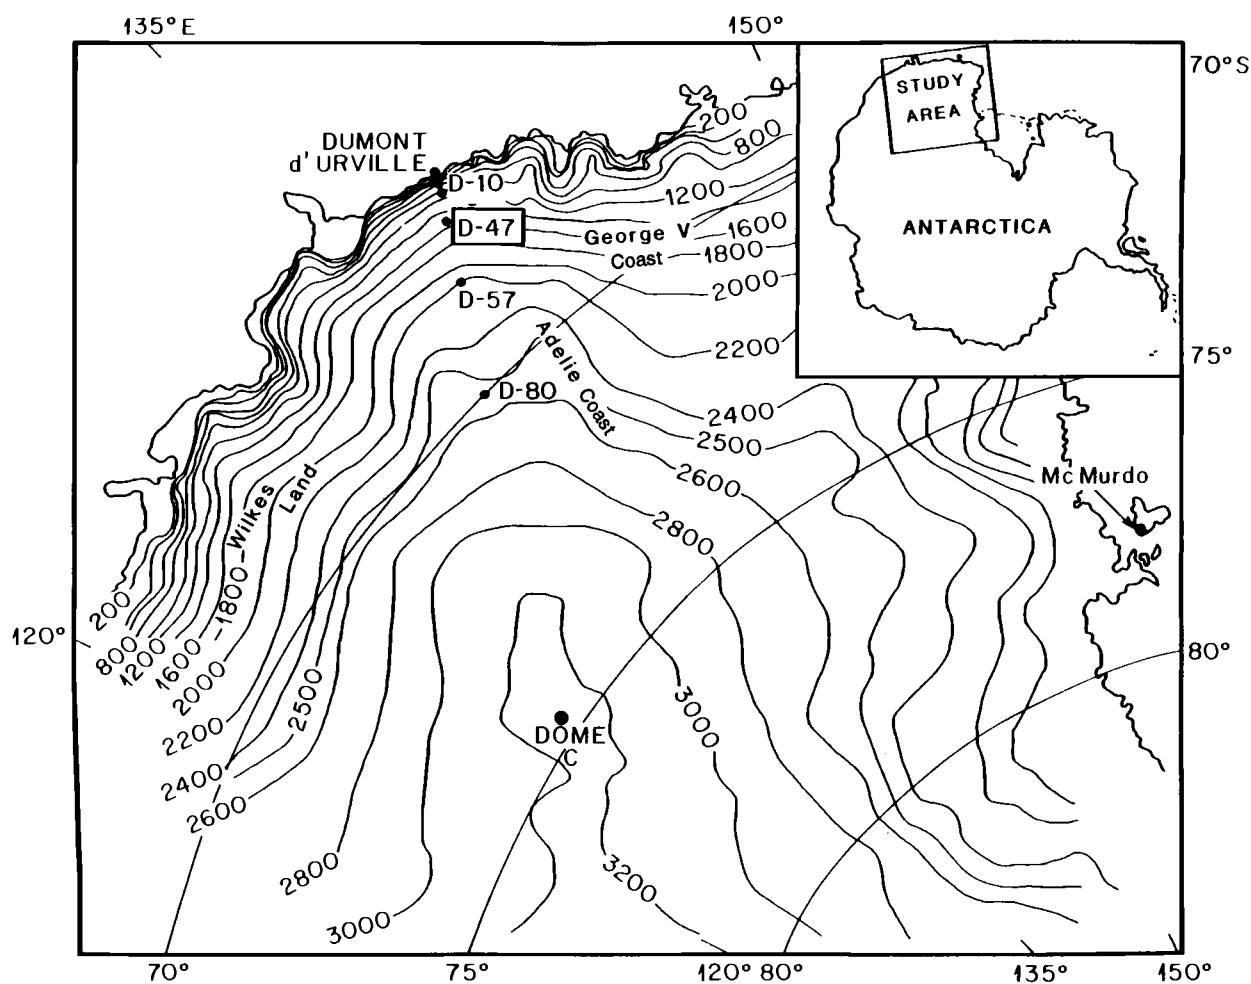 135°E
150°
70°S
STUDY
AREA
ANTARCTICA
DUMONT
d'URVILLE
D-10
D-47
D-57
D-80
200
800
1200
1600
1800
2000
2200
2400
2500
2600
2800
3000
3200
George V
Coast
Adelie Coast
Wilkes
Land
75°
Mc Murdo
80°
120°
200
800
1200
1600
1800
2000
2200
2400
2500
2600
2800
3000
DOME
C
70°
75°
120° 80°
135°
150°